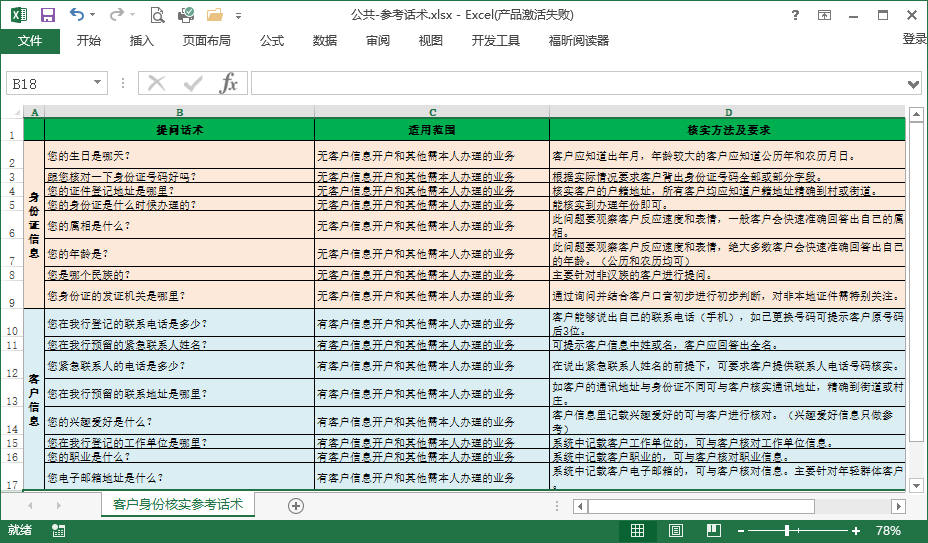 公共-参考话术.xlsx - Excel(产品激活失败)
文件 开始 插入 页面布局 公式 数据 审阅 视图 开发工具 福昕阅读器 登录
B18 fx
A B C D
1 提问话术 适用范围 核实方法及要求
身份证信息
2 您的生日是哪天? 无客户信息开户和其他需本人办理的业务 客户应知道出年月,年龄较大的客户应知道公历年和农历月日。
3 跟您核对一下身份证号码好吗? 无客户信息开户和其他需本人办理的业务 根据实际情况要求客户背出身份证号码全部或部分字段。
4 您的证件登记地址是哪里? 无客户信息开户和其他需本人办理的业务 核实客户的户籍地址,所有客户均应知道户籍地址精确到村或街道。
5 您的身份证是什么时候办理的? 无客户信息开户和其他需本人办理的业务 能核实到办理年份即可。
6 您的属相是什么? 无客户信息开户和其他需本人办理的业务 此问题要观察客户反应速度和表情,一般客户会快速准确回答出自己的属
相。
7 您的年龄是? 无客户信息开户和其他需本人办理的业务 此问题要观察客户反应速度和表情,绝大多数客户会快速准确回答出自己
的年龄。(公历和农历均可)
8 您是哪个民族的? 无客户信息开户和其他需本人办理的业务 主要针对非汉族的客户进行提问。
9 您身份证的发证机关是哪里? 无客户信息开户和其他需本人办理的业务 通过询问并结合客户口音初步进行初步判断,对非本地证件需特别关注。
客户信息
10 您在我行登记的联系电话是多少? 有客户信息开户和其他需本人办理的业务 客户能够说出自己的联系电话(手机),如已更换号码可提示客户原号码
后3位。
11 您在我行预留的紧急联系人姓名? 有客户信息开户和其他需本人办理的业务 可提示客户信息中姓或名,客户应回答出全名。
12 您紧急联系人的电话是多少? 有客户信息开户和其他需本人办理的业务 在说出紧急联系人姓名的前提下,可要求客户提供联系人电话号码核实。
13 您在我行预留的联系地址是哪里? 有客户信息开户和其他需本人办理的业务 如客户的通讯地址与身份证不同可与客户核实通讯地址,精确到街道或村
庄。
14 您的兴趣爱好是什么? 有客户信息开户和其他需本人办理的业务 客户信息里记载兴趣爱好的可与客户进行核对。(兴趣爱好信息只做参
考)
15 您在我行登记的工作单位是哪里? 有客户信息开户和其他需本人办理的业务 系统中记载客户工作单位的,可与客户核对工作单位信息。
16 您的职业是什么? 有客户信息开户和其他需本人办理的业务 系统中记载客户职业的,可与客户核对职业信息。
17 您电子邮箱地址是什么? 有客户信息开户和其他需本人办理的业务 系统中记载客户电子邮箱的,可与客户核对信息。主要针对年轻群体客户
。
客户身份核实参考话术
就绪 78%